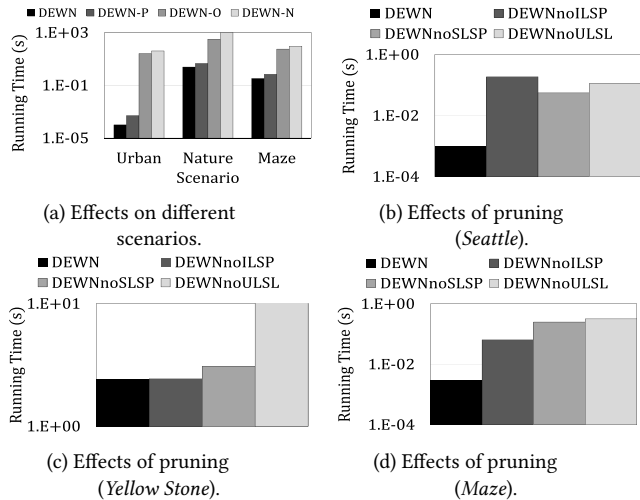 DEWN DEWN-P DEWN-O DEWN-N
Running Time (s)
1.E+03
1.E-01
1.E-05
Urban Nature Maze
Scenario
(a) Effects on different
scenarios.
DEWN DEWNnoILSP
DEWNnoSLSP DEWNnoULSL
Running Time (s)
1.E+00
1.E-02
1.E-04
(b) Effects of pruning
(Seattle).
DEWN DEWNnoILSP
DEWNnoSLSP DEWNnoULSL
Running Time (s)
1.E+01
1.E+00
(c) Effects of pruning
(Yellow Stone).
DEWN DEWNnoILSP
DEWNnoSLSP DEWNnoULSL
Running Time (s)
1.E+00
1.E-02
1.E-04
(d) Effects of pruning
(Maze).